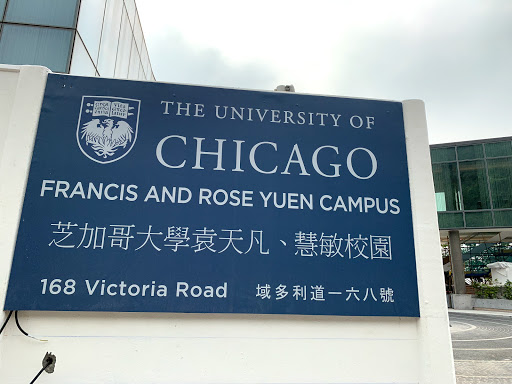 THE UNIVERSITY OF
CHICAGO
FRANCIS AND ROSE YUEN CAMPUS
芝加哥大學袁天凡、慧敏校園
168 Victoria Road 域多利道一六八號